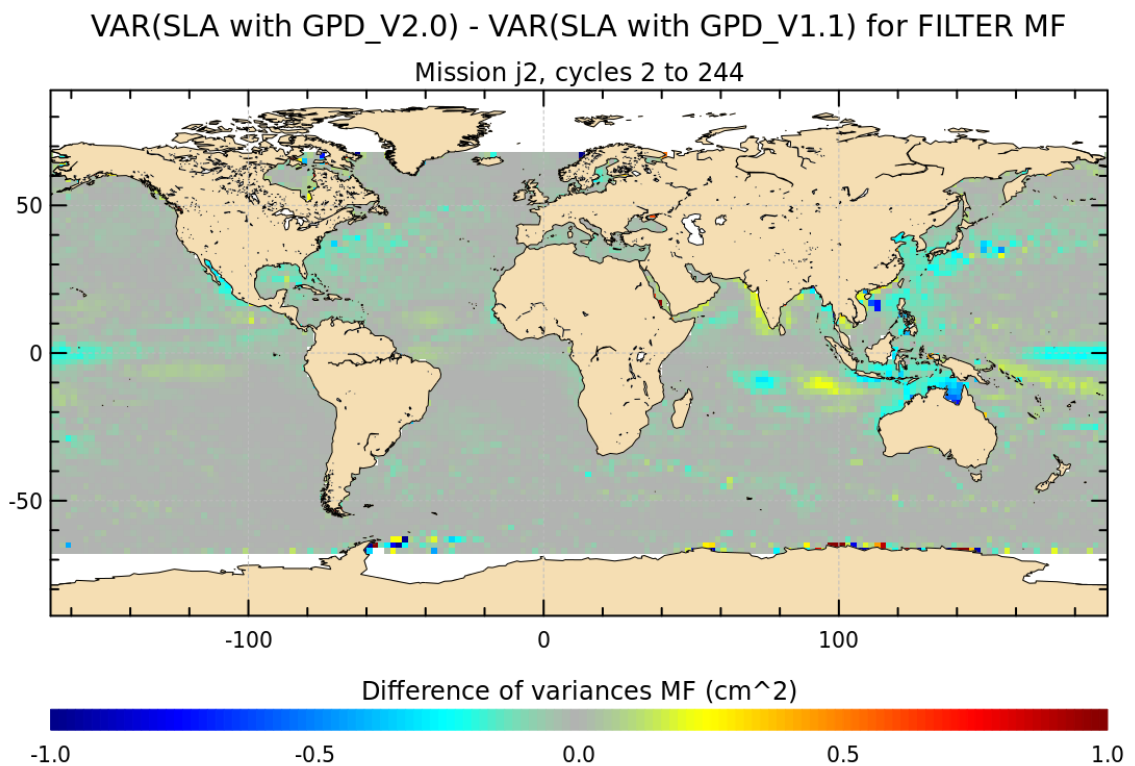 VAR(SLA with GPD_V2.0) - VAR(SLA with GPD_V1.1) for FILTER MF
Mission j2, cycles 2 to 244
50
0
-50
-100 0 100
Difference of variances MF (cm^2)
-1.0 -0.5 0.0 0.5 1.0